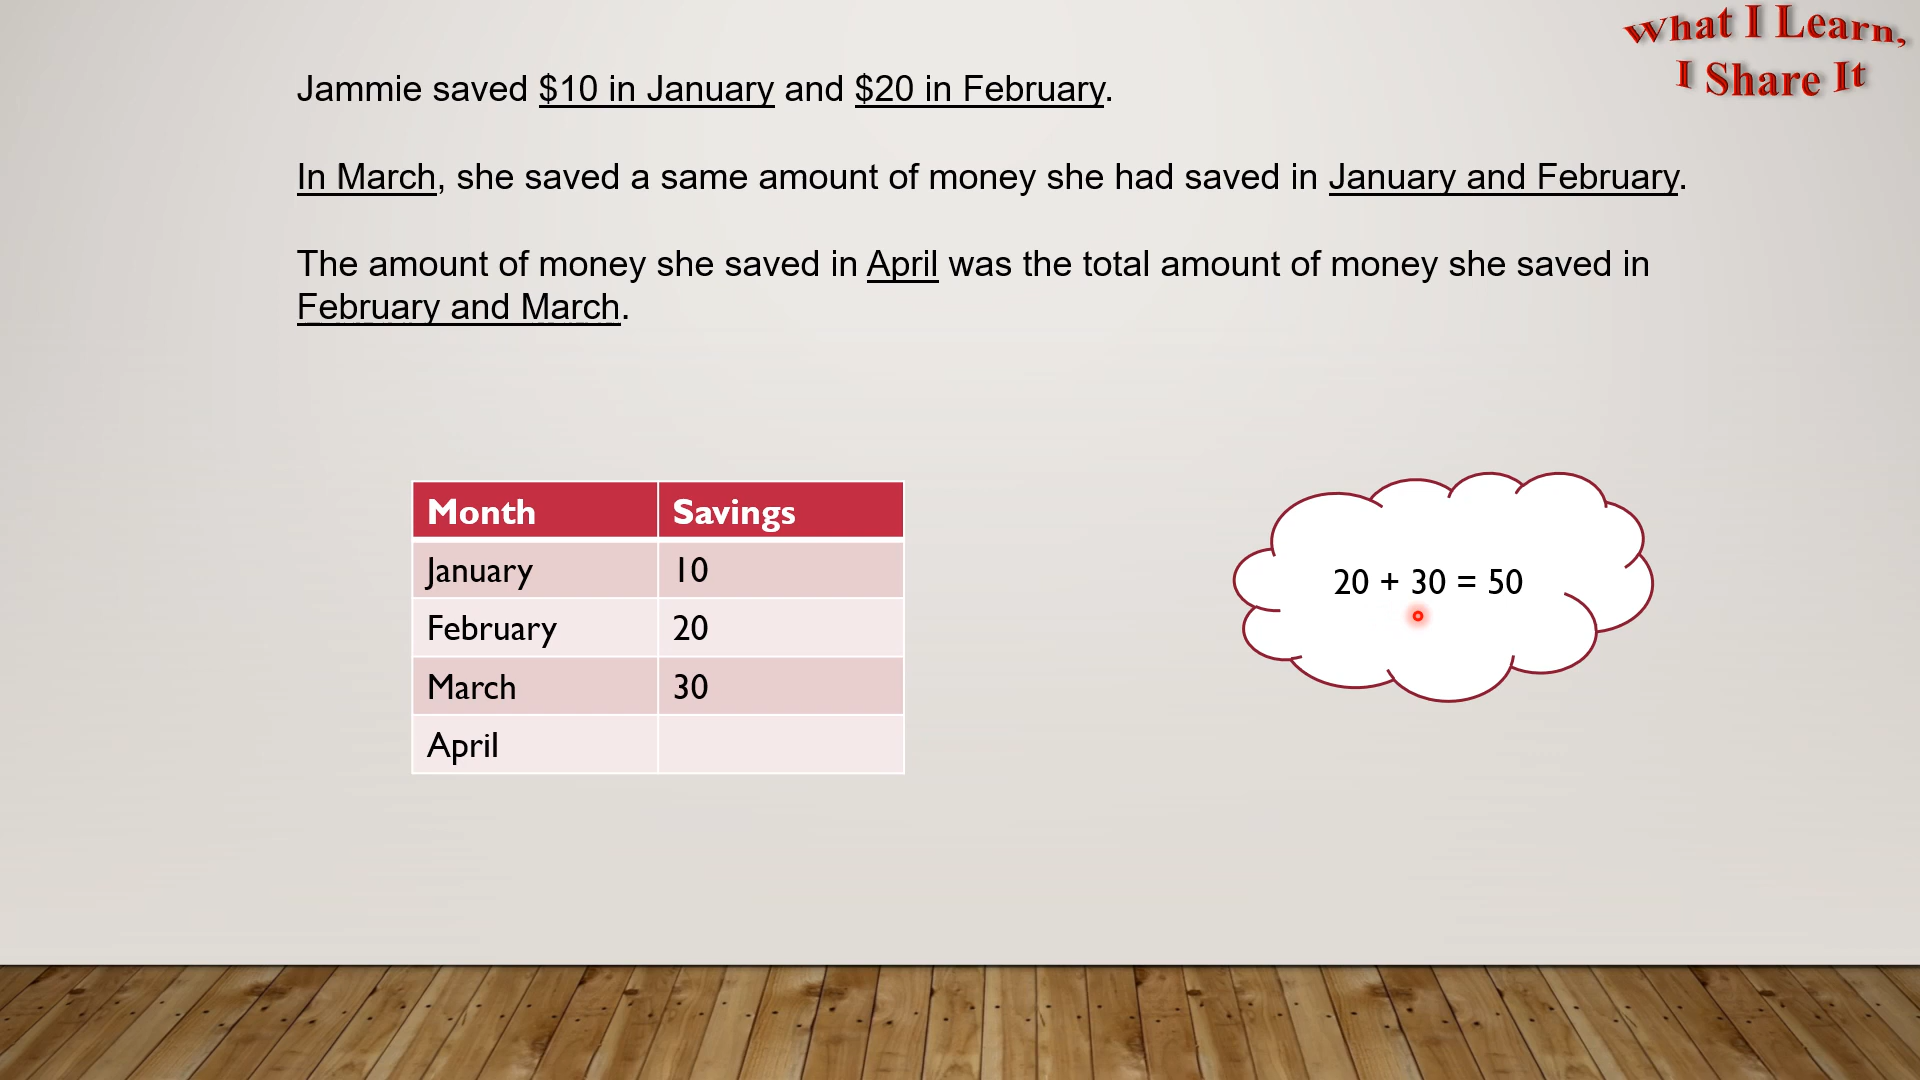 What I Learn,
I Share It
Jammie saved $10 in January and $20 in February.
In March, she saved a same amount of money she had saved in January and February.
The amount of money she saved in April was the total amount of money she saved in
February and March.
Month Savings
January 10
February 20
March 30
April
20 + 30 = 50